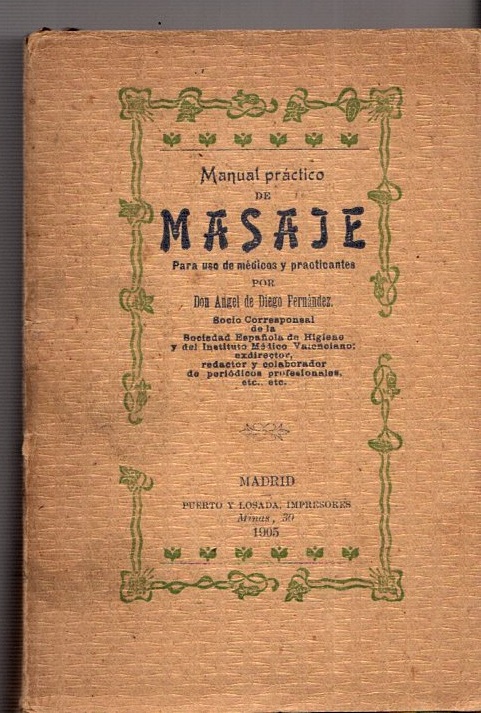 Manual práctico
DE
MASAJE
Para uso de médicos y practicantes
POR
Don Angel de Diego Fernández.
Socio Corresponsal
de la
Sociedad Española de Higiene
y del Instituto Médico Valenciano;
exdirector,
redactor y colaborador
de periódicos profesionales,
etc., etc.
MADRID
PUERTO Y LOSADA, IMPRESORES
Minas, 30
1905